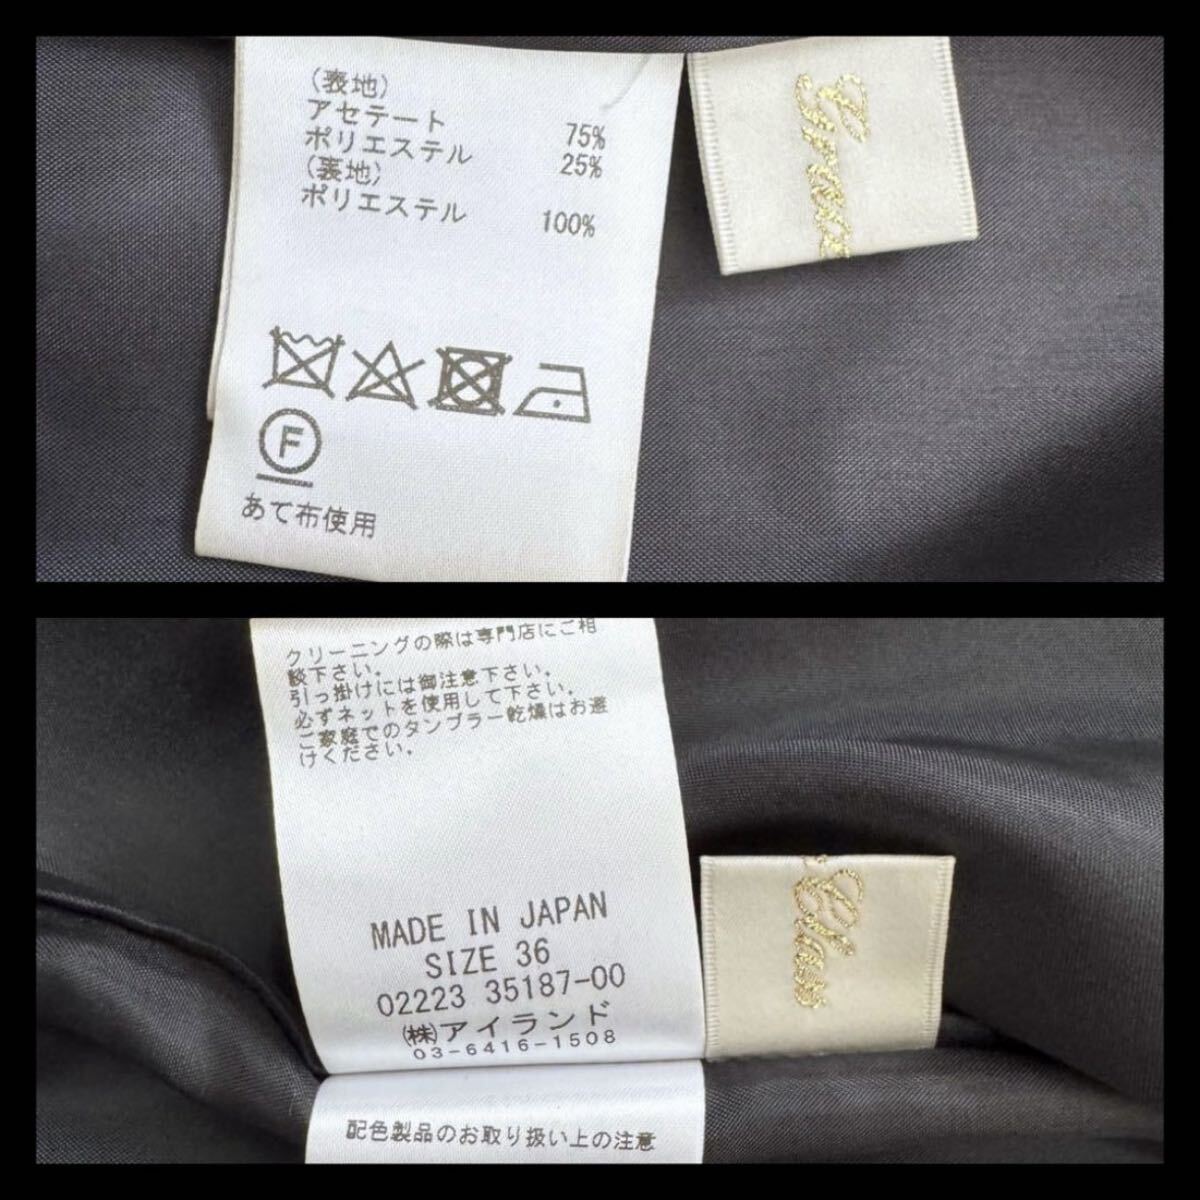 (表地)
アセテート 75%
ポリエステル 25%
(裏地)
ポリエステル 100%
F
あて布使用
Grace
クリーニングの際は専門店にご相
談下さい。
引っ掛けには御注意下さい。
必ずネットを使用して下さい。
ご家庭でのタンブラー乾燥はお避
けください。
MADE IN JAPAN
SIZE 36
02223 35187-00
㈱アイランド
03-6416-1508
Class
配色製品のお取り扱い上の注意